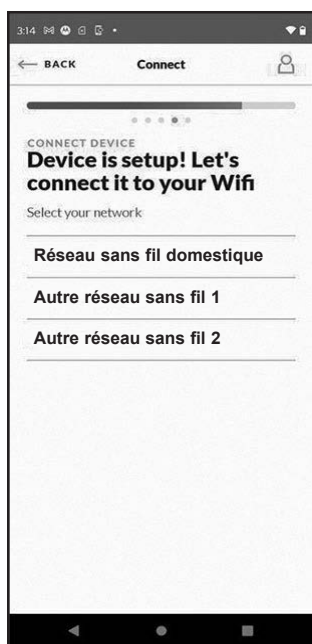 3:14
← BACK Connect
CONNECT DEVICE
Device is setup! Let's
connect it to your Wifi
Select your network
Réseau sans fil domestique
Autre réseau sans fil 1
Autre réseau sans fil 2